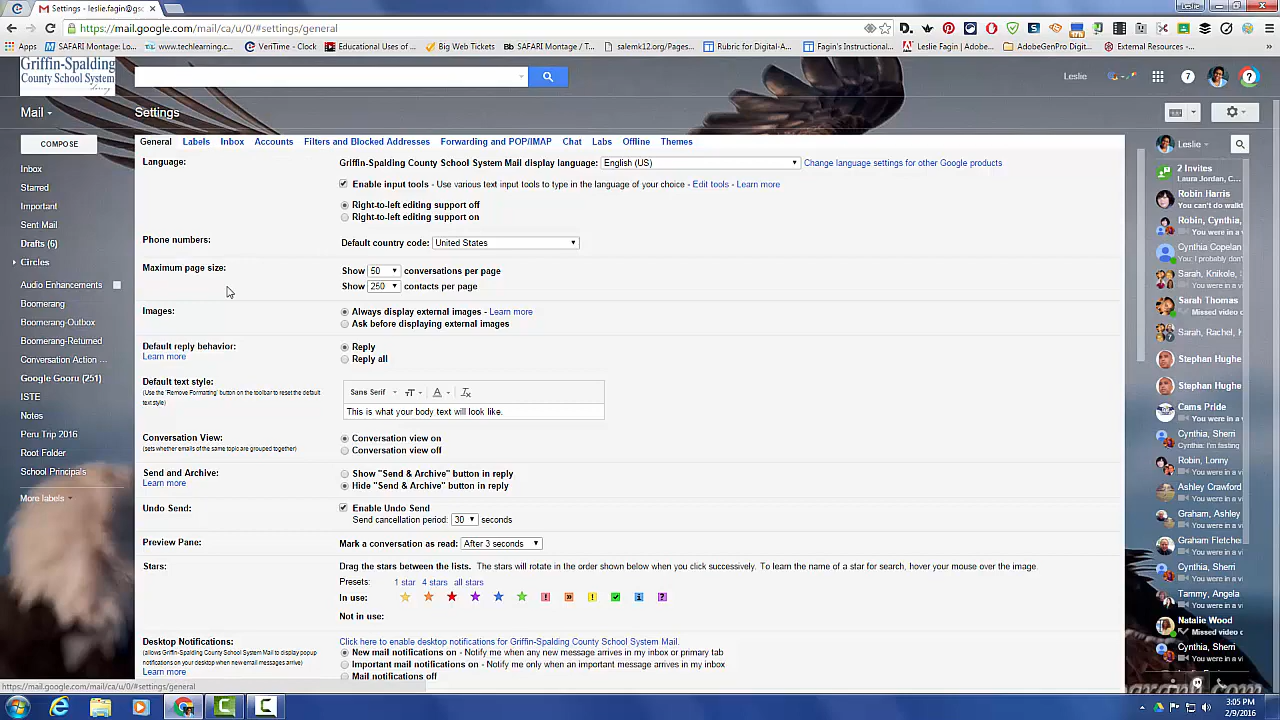 Settings - leslie.fagin@gsc
Leslie
https://mail.google.com/mail/ca/u/0/#settings/general
Apps SAFARI Montage: Lo... www.techlearning.c... VenTime - Clock Educational Uses of ... Big Web Tickets SAFARI Montage / T... salemk12.org/Pages... Rubric for Digital-A... Fagin's Instructional... Leslie Fagin | Adobe... AdobeGenPro Digit... External Resources -...
Griffin-Spalding
County School System
Leslie
Mail
Settings
General Labels Inbox Accounts Filters and Blocked Addresses Forwarding and POP/IMAP Chat Labs Offline Themes
COMPOSE
Inbox
Starred
Important
Sent Mail
Drafts (6)
Circles
Audio Enhancements
Boomerang
Boomerang-Outbox
Boomerang-Returned
Conversation Action ...
Google Gooru (251)
ISTE
Notes
Peru Trip 2016
Root Folder
School Principals
More labels
Language:
Griffin-Spalding County School System Mail display language: English (US) Change language settings for other Google products
Enable input tools - Use various text input tools to type in the language of your choice - Edit tools - Learn more
Right-to-left editing support off
Right-to-left editing support on
Phone numbers:
Default country code: United States
Maximum page size:
Show 50 conversations per page
Show 250 contacts per page
Images:
Always display external images - Learn more
Ask before displaying external images
Default reply behavior:
Learn more
Reply
Reply all
Default text style:
(Use the 'Remove Formatting' button on the toolbar to reset the default
text style)
Sans Serif
This is what your body text will look like.
Conversation View:
(sets whether emails of the same topic are grouped together)
Conversation view on
Conversation view off
Send and Archive:
Learn more
Show "Send & Archive" button in reply
Hide "Send & Archive" button in reply
Undo Send:
Enable Undo Send
Send cancellation period: 30 seconds
Preview Pane:
Mark a conversation as read: After 3 seconds
Stars:
Drag the stars between the lists. The stars will rotate in the order shown below when you click successively. To learn the name of a star for search, hover your mouse over the image.
Presets: 1 star 4 stars all stars
In use:
Not in use:
Desktop Notifications:
(allows Griffin-Spalding County School System Mail to display popup
notifications on your desktop when new email messages arrive)
Learn more
Click here to enable desktop notifications for Griffin-Spalding County School System Mail.
New mail notifications on - Notify me when any new message arrives in my inbox or primary tab
Important mail notifications on - Notify me only when an important message arrives in my inbox
Mail notifications off
Leslie
2 Invites
Laura Jordan, C...
Robin Harris
You can't do walk
Robin, Cynthia,
You were in a v
Cynthia Copelan
You: I probably don't
Sarah, Knikole,
You were in a v
Sarah Thomas
Missed video c
Sarah, Rachel, H
Stephan Hughe
Stephan Hughe
Cams Pride
You were in a v
Cynthia, Sherri
I'm fasting
Robin, Lonny
You were in a v
Ashley Crawford
You were in a v
Graham, Ashley
You were in a v
Graham Fletcher
You were in a v
Cynthia, Sherri
You were in a v
Tammy, Angela
You were in a v
Natalie Wood
Missed video c
Cynthia, Sherri
You were in a v
https://mail.google.com/mail/ca/u/0/#settings/general
3:05 PM
2/9/2016